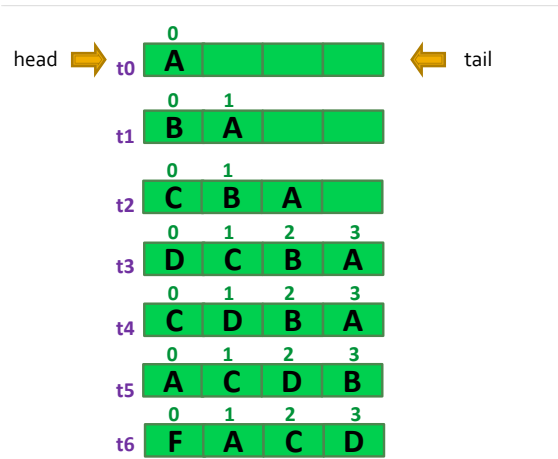 0
head t0 A tail
0 1
t1 B A
0 1
t2 C B A
0 1 2 3
t3 D C B A
0 1 2 3
t4 C D B A
0 1 2 3
t5 A C D B
0 1 2 3
t6 F A C D